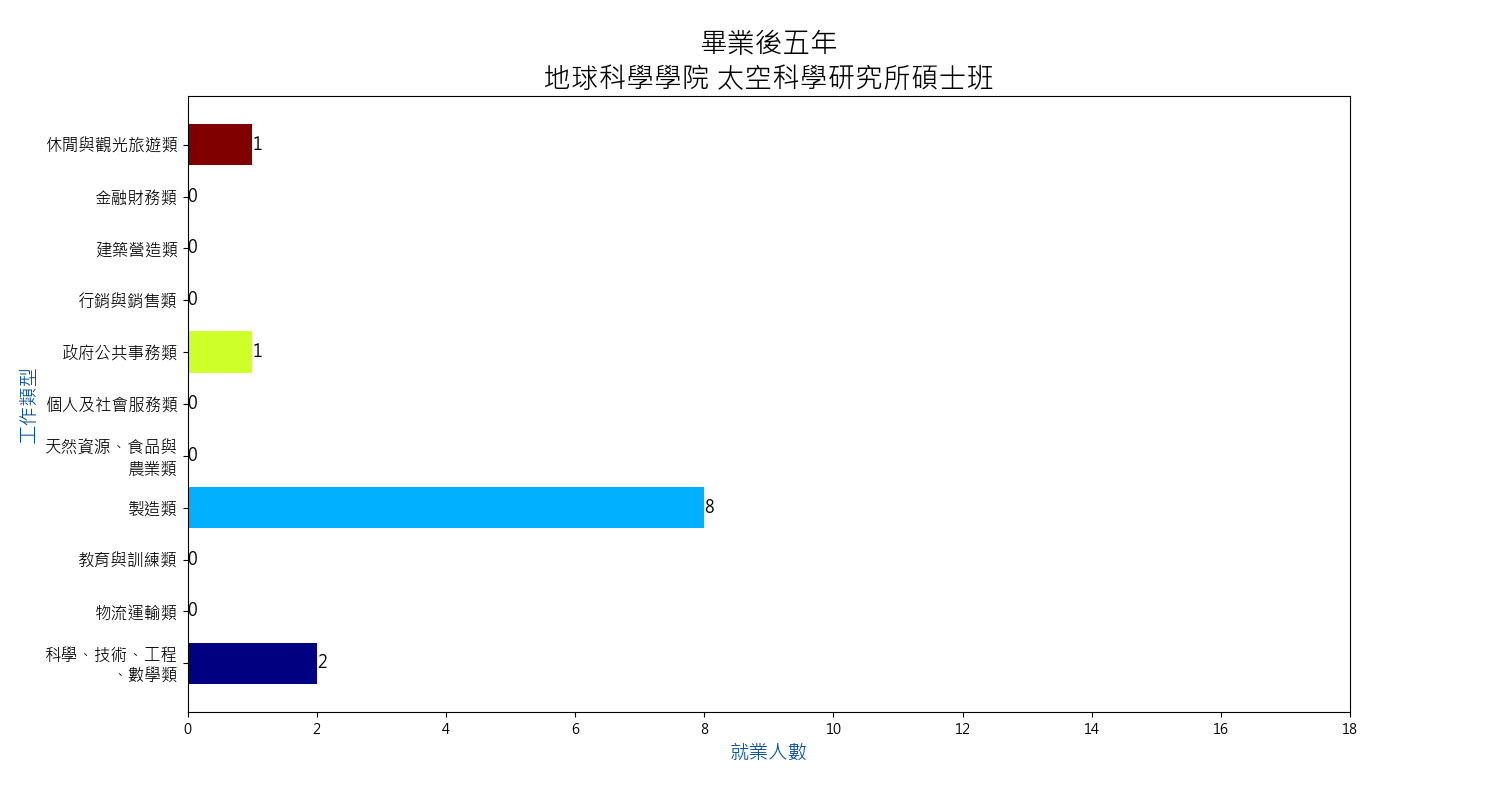 畢業後五年
地球科學學院 太空科學研究所碩士班
休閒與觀光旅遊類
1
金融財務類
0
建築營造類
0
行銷與銷售類
0
政府公共事務類
1
個人及社會服務類
0
天然資源、食品與
農業類
0
製造類
8
教育與訓練類
0
物流運輸類
0
科學、技術、工程
、數學類
2
工作類型
0 2 4 6 8 10 12 14 16 18
就業人數